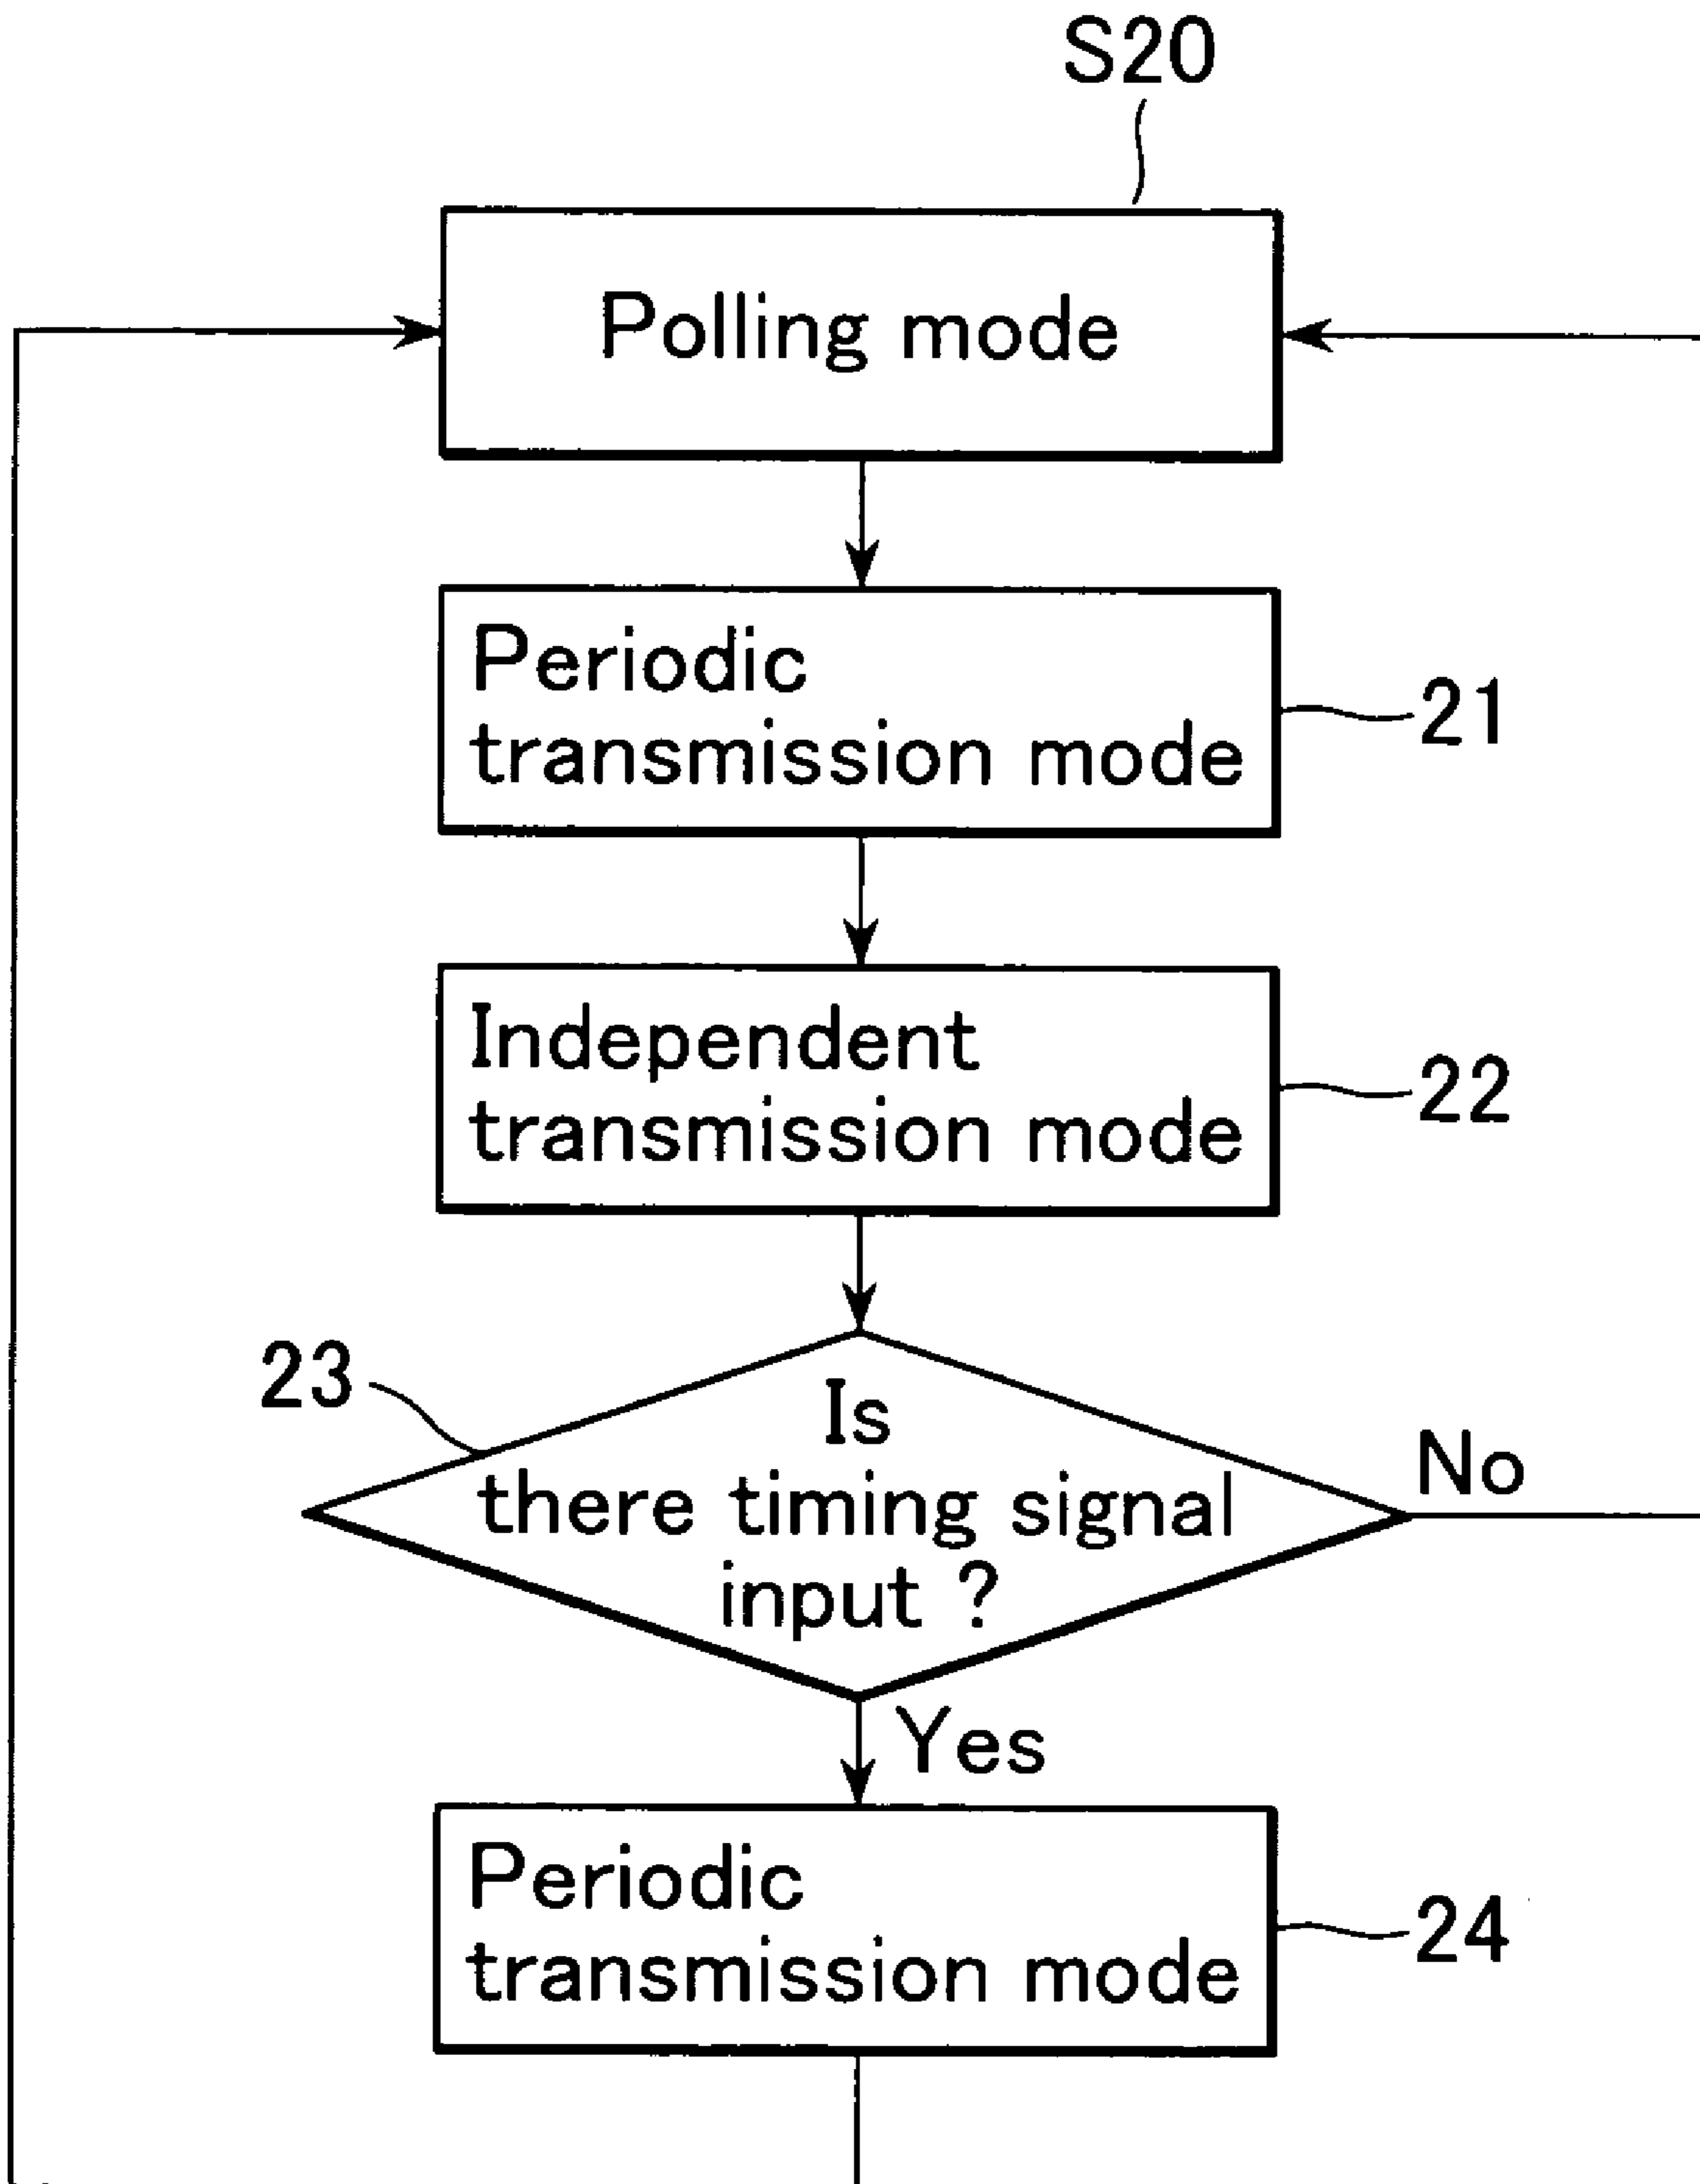 S20
Polling mode
Periodic
transmission mode
21
Independent
transmission mode
22
23
Is
there timing signal
input ?
No
Yes
Periodic
transmission mode
24